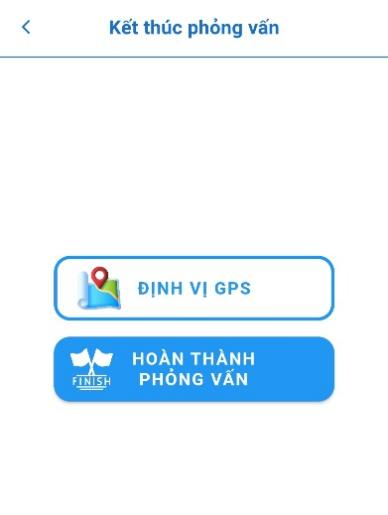 Kết thúc phỏng vấn
ĐỊNH VỊ GPS
HOÀN THÀNH
PHỎNG VẤN
FINISH